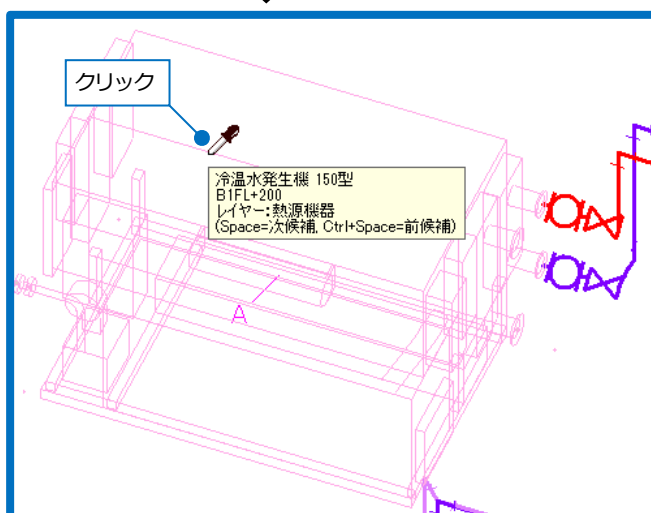 クリック
冷温水発生機 150型
B1FL+200
レイヤー:熱源機器
(Space=次候補, Ctrl+Space=前候補)
A